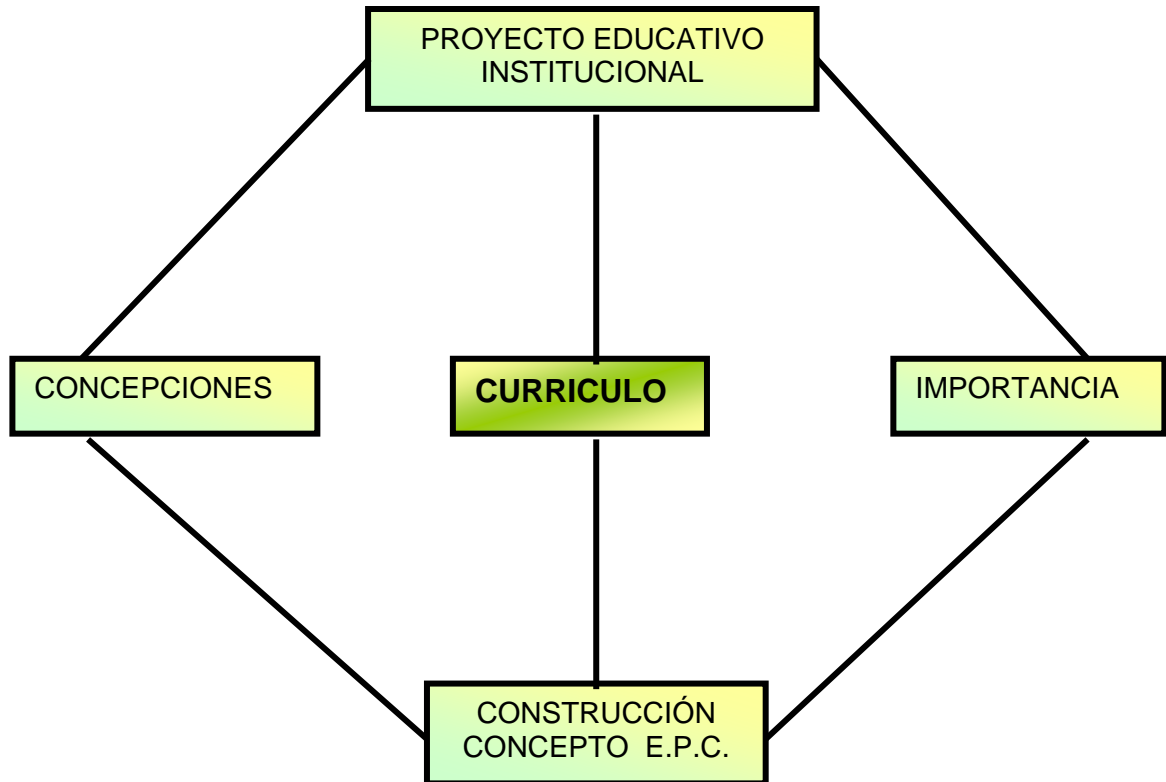 PROYECTO EDUCATIVO
INSTITUCIONAL
CONCEPCIONES
CURRICULO
IMPORTANCIA
CONSTRUCCIÓN
CONCEPTO E.P.C.